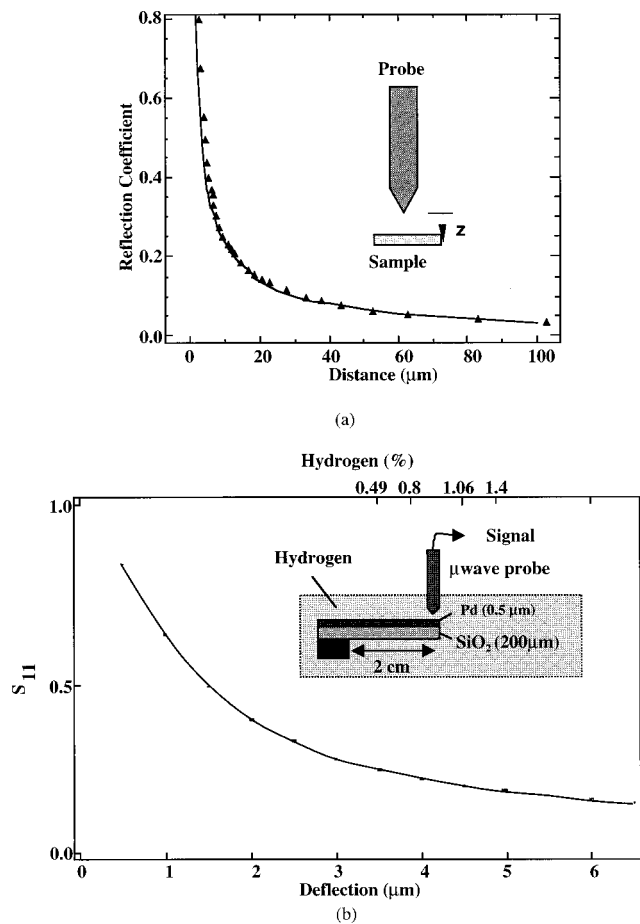 0.8
Probe
0.6
Reflection Coefficient
0.4
z
0.2
Sample
0.0
0 20 40 60 80 100
Distance (μm)
(a)
Hydrogen (%)
0.49 0.8 1.06 1.4
1.0
Signal
Hydrogen
μwave probe
Pd (0.5 μm)
SiO₂ (200μm)
2 cm
S₁₁
0.5
0.0
0 1 2 3 4 5 6
Deflection (μm)
(b)